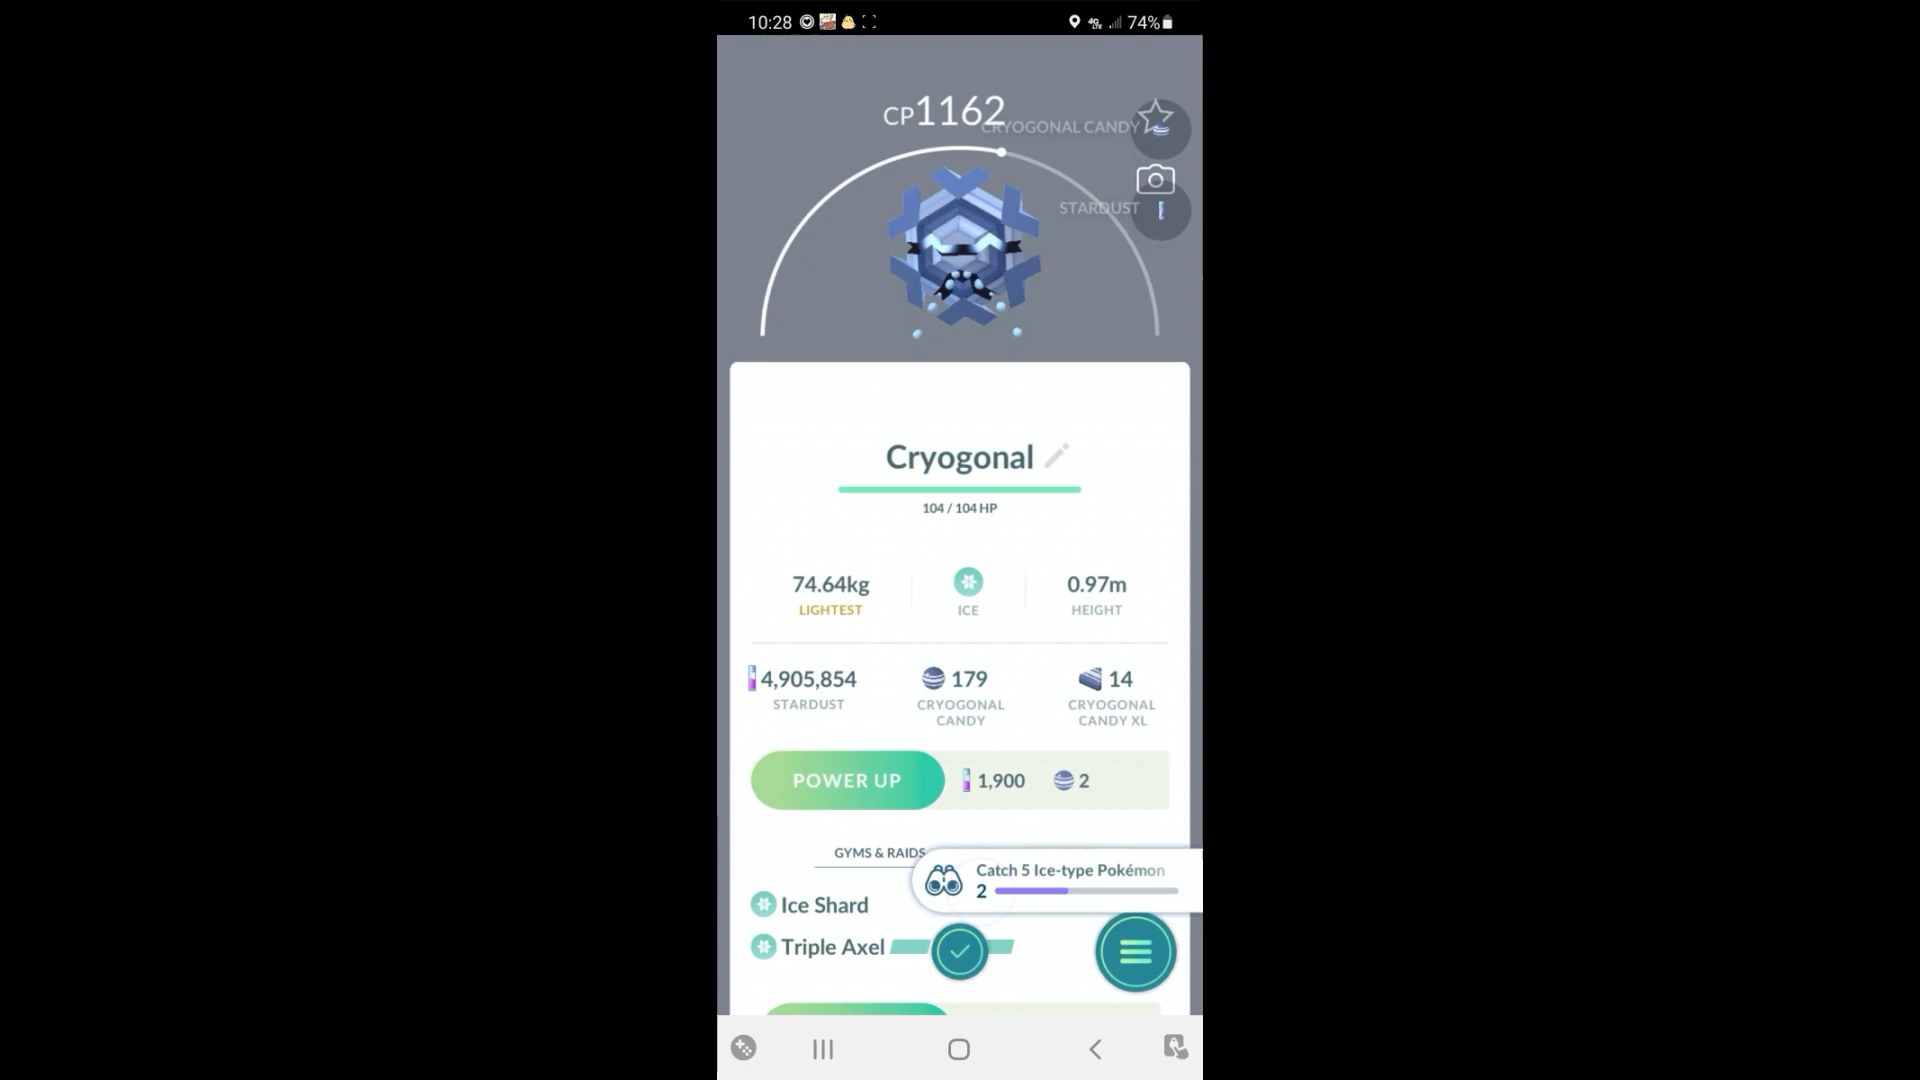 10:28
4G
74%
CP1162
CRYOGONAL CANDY
STARDUST
Cryogonal
104 / 104 HP
74.64kg
LIGHTEST
ICE
0.97m
HEIGHT
4,905,854
STARDUST
179
CRYOGONAL
CANDY
14
CRYOGONAL
CANDY XL
POWER UP
1,900
2
GYMS & RAIDS
Catch 5 Ice-type Pokémon
2
Ice Shard
Triple Axel